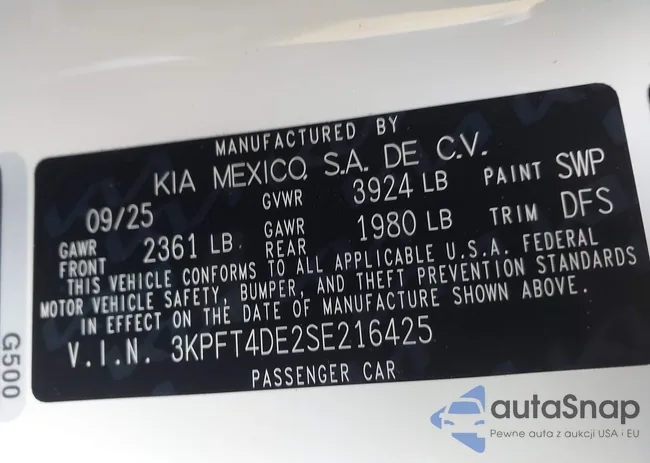 MANUFACTURED BY
KIA MEXICO, S.A. DE C.V.
09/25 GVWR 3924 LB PAINT SWP
GAWR FRONT 2361 LB GAWR REAR 1980 LB TRIM DFS
THIS VEHICLE CONFORMS TO ALL APPLICABLE U.S.A. FEDERAL
MOTOR VEHICLE SAFETY, BUMPER, AND THEFT PREVENTION STANDARDS
IN EFFECT ON THE DATE OF MANUFACTURE SHOWN ABOVE.
V.I.N. 3KPFT4DE2SE216425
PASSENGER CAR
G500
autaSnap
Pewne auta z aukcji USA i EU